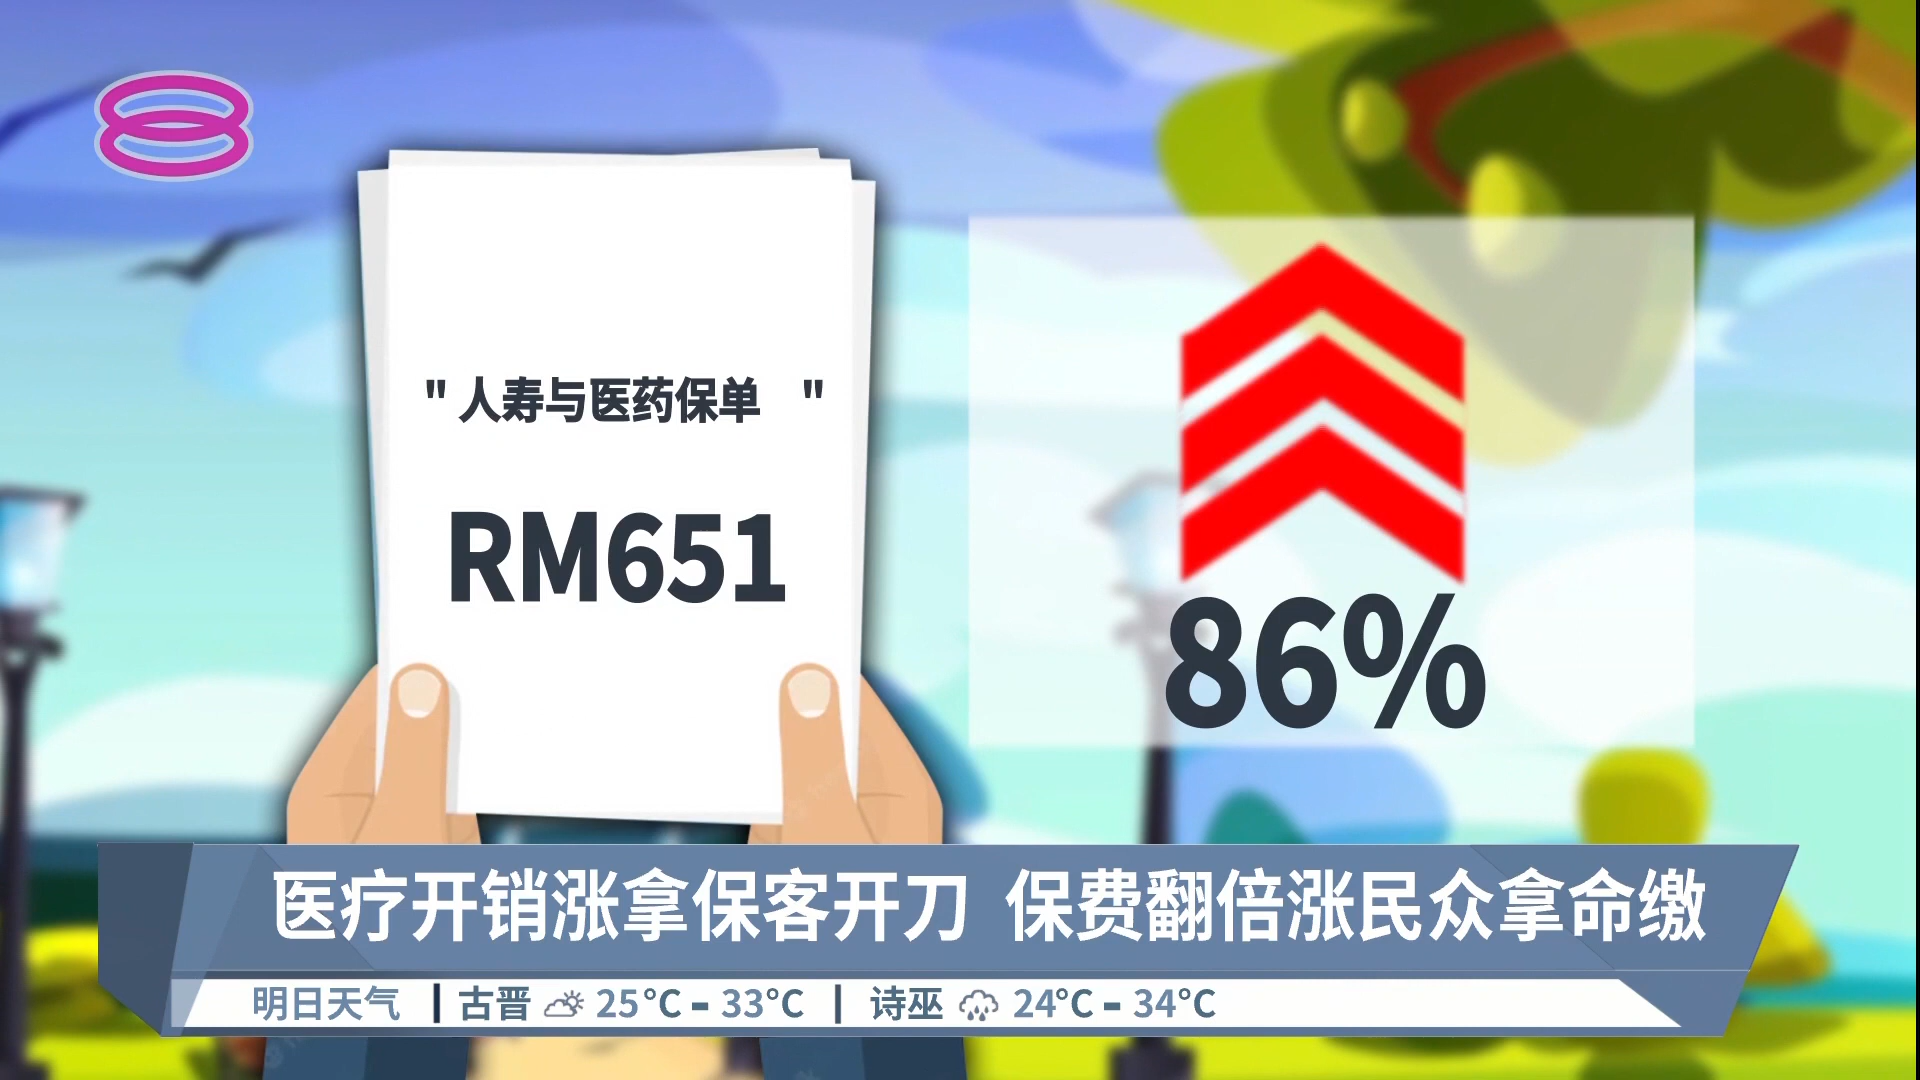 " 人寿与医药保单 "
RM651
86%
医疗开销涨拿保客开刀 保费翻倍涨民众拿命缴
明日天气 | 古晋 25°C - 33°C | 诗巫 24°C - 34°C